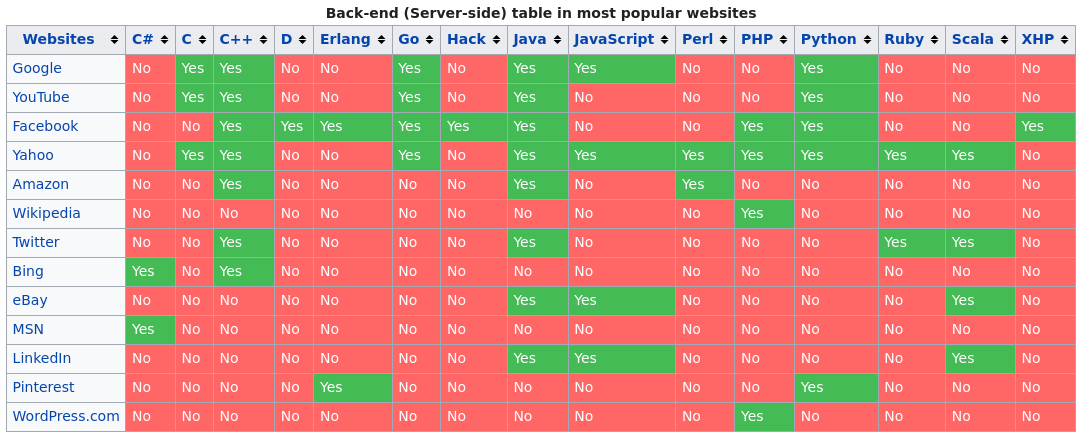 Back-end (Server-side) table in most popular websites
Websites C# C C++ D Erlang Go Hack Java JavaScript Perl PHP Python Ruby Scala XHP
Google No Yes Yes No No Yes No Yes Yes No No Yes No No No
YouTube No Yes Yes No No Yes No Yes No No No Yes No No No
Facebook No No Yes Yes Yes Yes Yes Yes No No Yes Yes No No Yes
Yahoo No Yes Yes No No Yes No Yes Yes Yes Yes Yes Yes Yes No
Amazon No No Yes No No No No Yes No Yes No No No No No
Wikipedia No No No No No No No No No No Yes No No No No
Twitter No No Yes No No No No Yes No No No No Yes Yes No
Bing Yes No Yes No No No No No No No No No No No No
eBay No No No No No No No Yes Yes No No No No Yes No
MSN Yes No No No No No No No No No No No No No No
LinkedIn No No No No No No No Yes Yes No No No No Yes No
Pinterest No No No No Yes No No No No No No Yes No No No
WordPress.com No No No No No No No No No No Yes No No No No